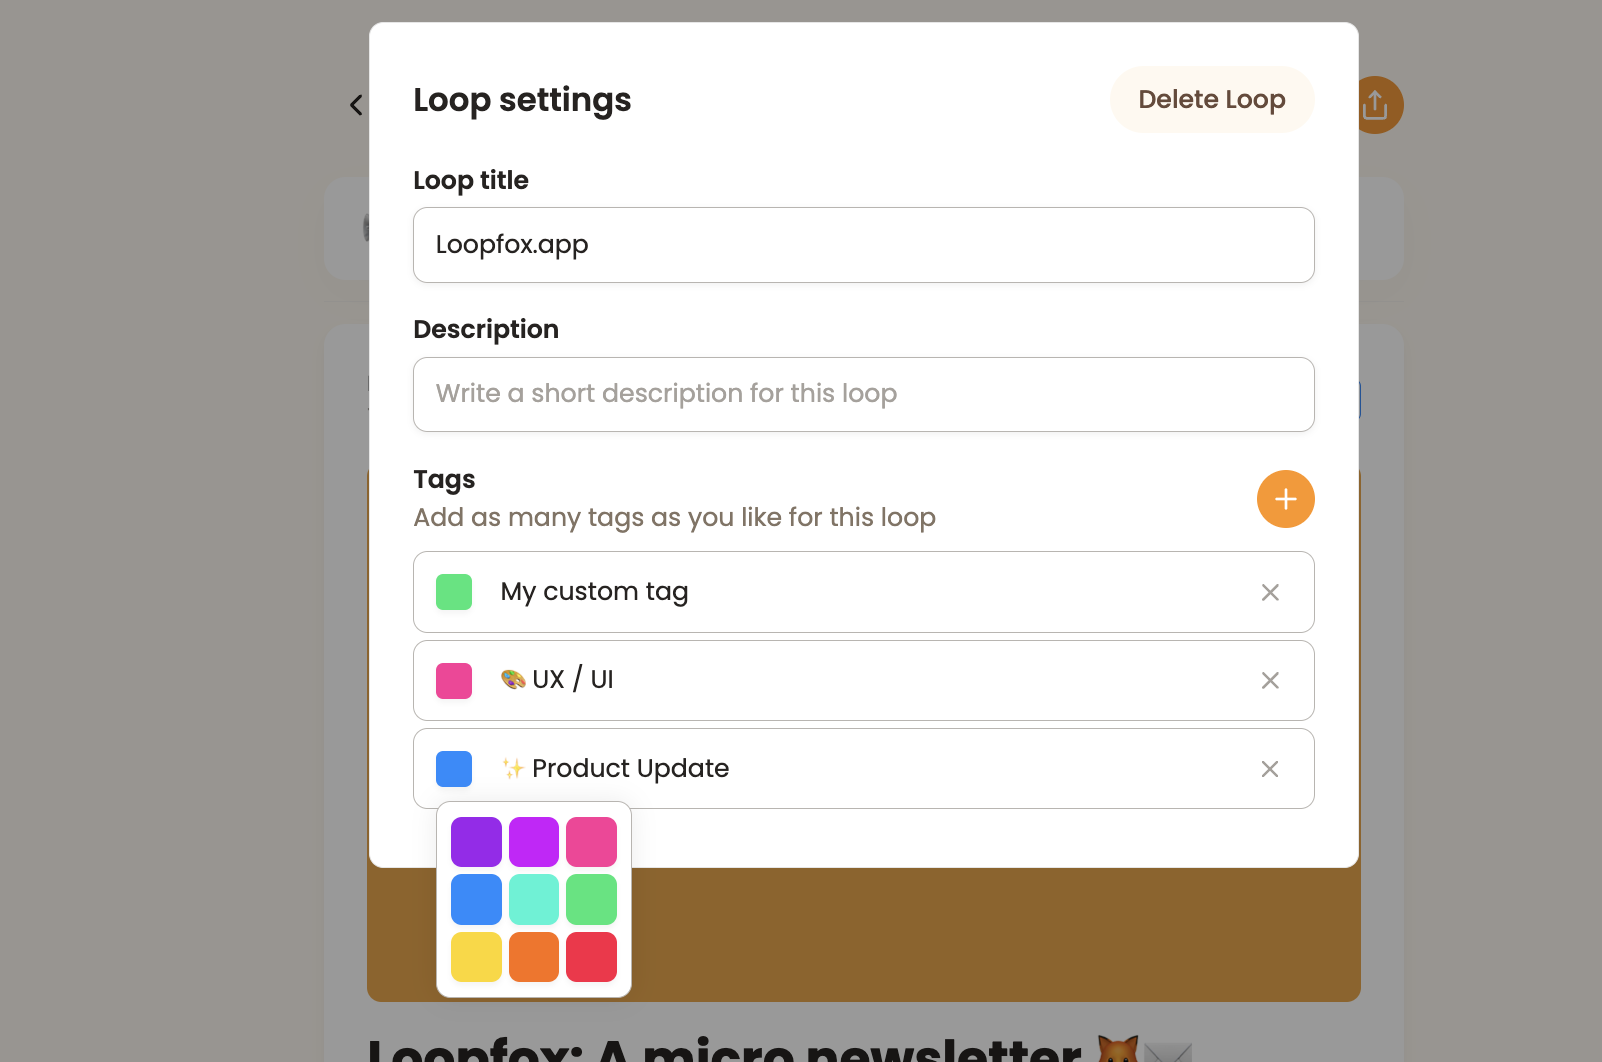 Loop settings
Delete Loop
Loop title
Loopfox.app
Description
Write a short description for this loop
Tags
Add as many tags as you like for this loop
My custom tag
🎨 UX / UI
✨ Product Update
Loopfox: A micro newsletter 🦊✉️